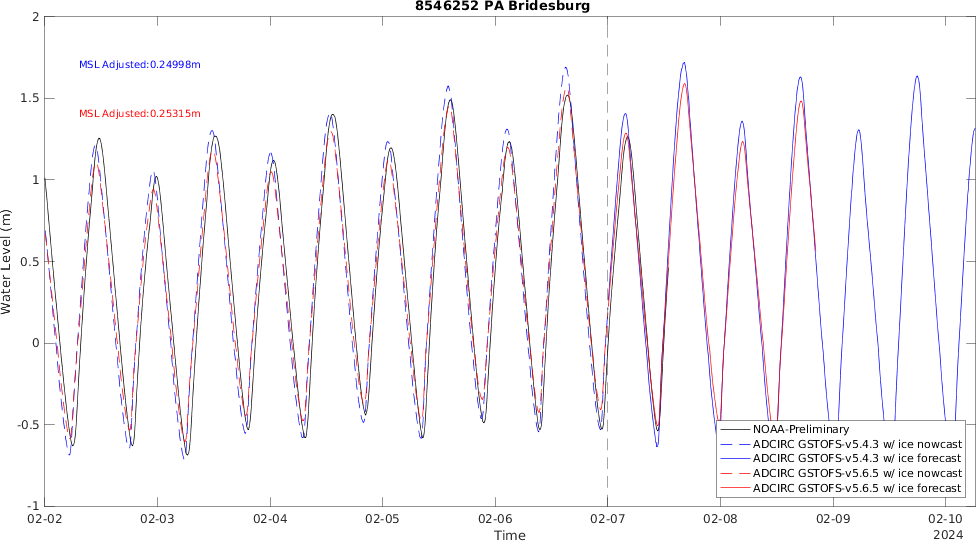 8546252 PA Bridesburg
2
MSL Adjusted:0.24998m
1.5
MSL Adjusted:0.25315m
1
0.5
Water Level (m)
0
-0.5
-1
NOAA-Preliminary
ADCIRC GSTOFS-v5.4.3 w/ ice nowcast
ADCIRC GSTOFS-v5.4.3 w/ ice forecast
ADCIRC GSTOFS-v5.6.5 w/ ice nowcast
ADCIRC GSTOFS-v5.6.5 w/ ice forecast
02-02 02-03 02-04 02-05 02-06 02-07 02-08 02-09 02-10
Time
2024